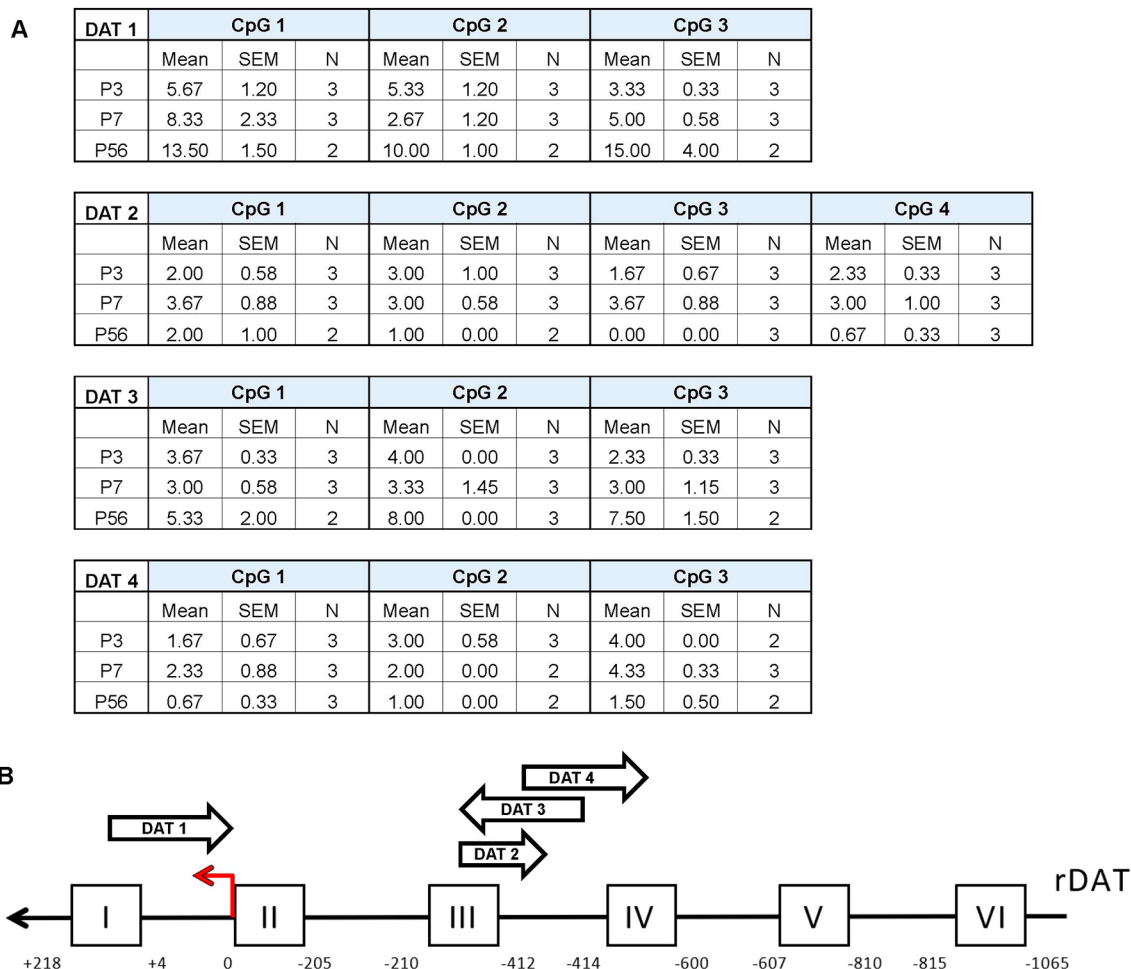 A
DAT 1 CpG 1 CpG 2 CpG 3
Mean SEM N Mean SEM N Mean SEM N
P3 5.67 1.20 3 5.33 1.20 3 3.33 0.33 3
P7 8.33 2.33 3 2.67 1.20 3 5.00 0.58 3
P56 13.50 1.50 2 10.00 1.00 2 15.00 4.00 2
DAT 2 CpG 1 CpG 2 CpG 3 CpG 4
Mean SEM N Mean SEM N Mean SEM N Mean SEM N
P3 2.00 0.58 3 3.00 1.00 3 1.67 0.67 3 2.33 0.33 3
P7 3.67 0.88 3 3.00 0.58 3 3.67 0.88 3 3.00 1.00 3
P56 2.00 1.00 2 1.00 0.00 2 0.00 0.00 3 0.67 0.33 3
DAT 3 CpG 1 CpG 2 CpG 3
Mean SEM N Mean SEM N Mean SEM N
P3 3.67 0.33 3 4.00 0.00 3 2.33 0.33 3
P7 3.00 0.58 3 3.33 1.45 3 3.00 1.15 3
P56 5.33 2.00 2 8.00 0.00 3 7.50 1.50 2
DAT 4 CpG 1 CpG 2 CpG 3
Mean SEM N Mean SEM N Mean SEM N
P3 1.67 0.67 3 3.00 0.58 3 4.00 0.00 2
P7 2.33 0.88 3 2.00 0.00 2 4.33 0.33 3
P56 0.67 0.33 3 1.00 0.00 2 1.50 0.50 2
B
DAT 4
DAT 3
DAT 1
DAT 2
rDAT
I II III IV V VI
+218 +4 0 -205 -210 -412 -414 -600 -607 -810 -815 -1065